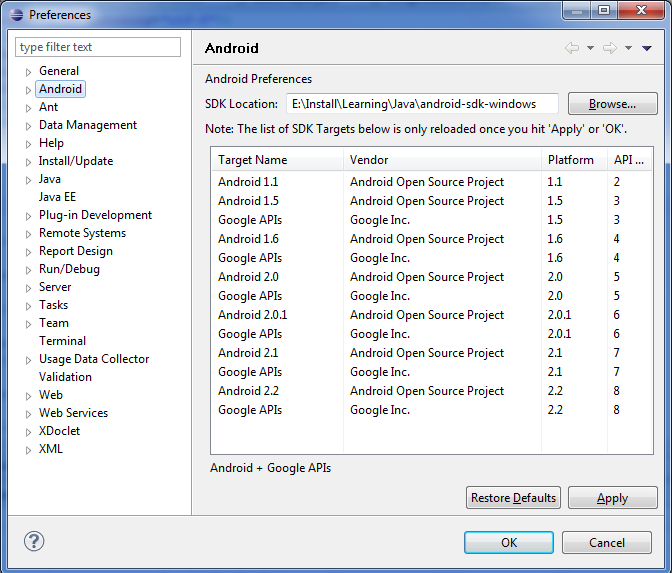 Preferences
type filter text
General
Android
Ant
Data Management
Help
Install/Update
Java
Java EE
Plug-in Development
Remote Systems
Report Design
Run/Debug
Server
Tasks
Team
Terminal
Usage Data Collector
Validation
Web
Web Services
XDoclet
XML
Android
Android Preferences
SDK Location: E:\Install\Learning\Java\android-sdk-windows Browse...
Note: The list of SDK Targets below is only reloaded once you hit 'Apply' or 'OK'.
Target Name Vendor Platform API ...
Android 1.1 Android Open Source Project 1.1 2
Android 1.5 Android Open Source Project 1.5 3
Google APIs Google Inc. 1.5 3
Android 1.6 Android Open Source Project 1.6 4
Google APIs Google Inc. 1.6 4
Android 2.0 Android Open Source Project 2.0 5
Google APIs Google Inc. 2.0 5
Android 2.0.1 Android Open Source Project 2.0.1 6
Google APIs Google Inc. 2.0.1 6
Android 2.1 Android Open Source Project 2.1 7
Google APIs Google Inc. 2.1 7
Android 2.2 Android Open Source Project 2.2 8
Google APIs Google Inc. 2.2 8
Android + Google APIs
Restore Defaults Apply
? OK Cancel